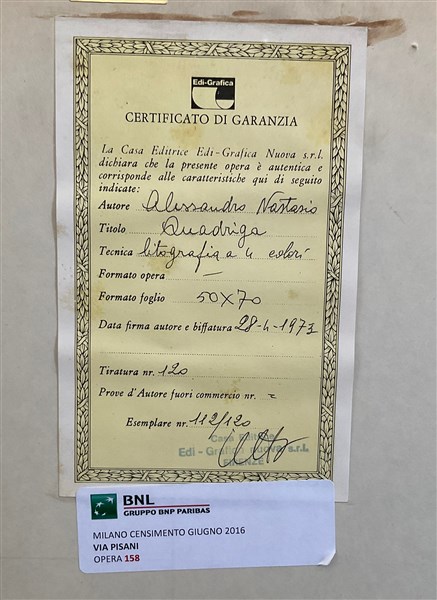 Edi-Grafica
CERTIFICATO DI GARANZIA
La Casa Editrice Edi-Grafica Nuova s.r.l.
dichiara che la presente opera è autentica e
corrisponde alle caratteristiche qui di seguito
indicate:
Autore Alessandro Nastasio
Titolo Quadriga
Tecnica litografia a 4 colori
Formato opera —
Formato foglio 50X70
Data firma autore e biffatura 28-4-1973
Tiratura nr. 120
Prove d'Autore fuori commercio nr.
Esemplare nr. 112/120
Casa Editrice
Edi-Grafica nuova s.r.l.
FIRENZE
BNL
GRUPPO BNP PARIBAS
MILANO CENSIMENTO GIUGNO 2016
VIA PISANI
OPERA 158